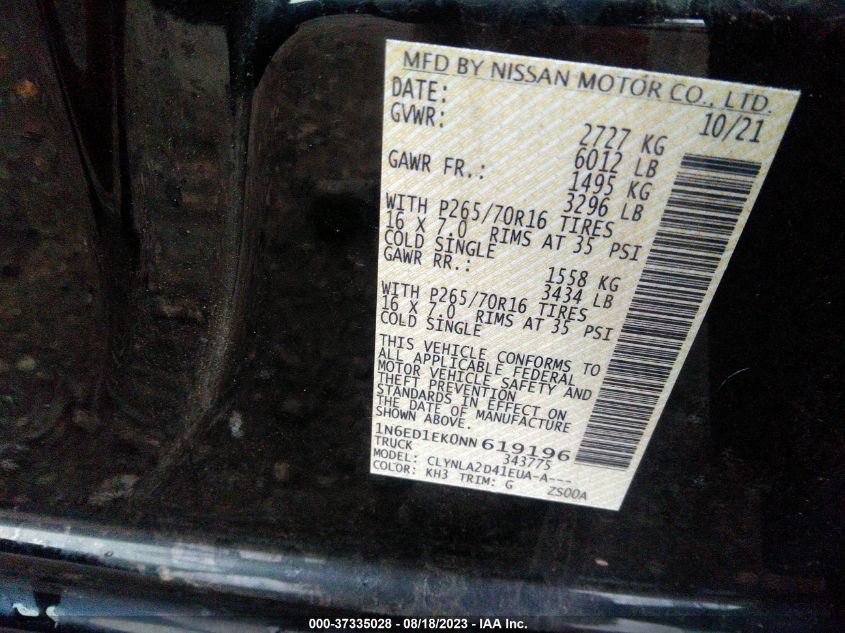 MFD BY NISSAN MOTOR CO., LTD.
DATE: 10/21
GVWR: 2727 KG
6012 LB
GAWR FR.: 1495 KG
3296 LB
WITH P265/70R16 TIRES
16 X 7.0 RIMS AT 35 PSI
COLD SINGLE
GAWR RR.: 1558 KG
3434 LB
WITH P265/70R16 TIRES
16 X 7.0 RIMS AT 35 PSI
COLD SINGLE
THIS VEHICLE CONFORMS TO
ALL APPLICABLE FEDERAL
MOTOR VEHICLE SAFETY AND
THEFT PREVENTION
STANDARDS IN EFFECT ON
THE DATE OF MANUFACTURE
SHOWN ABOVE.
1N6ED1EK0NN 619196
TRUCK 343775
MODEL: CLYNLA2D41EUA-A---
COLOR: KH3 TRIM: G ZS00A
000-37335028 - 08/18/2023 - IAA Inc.